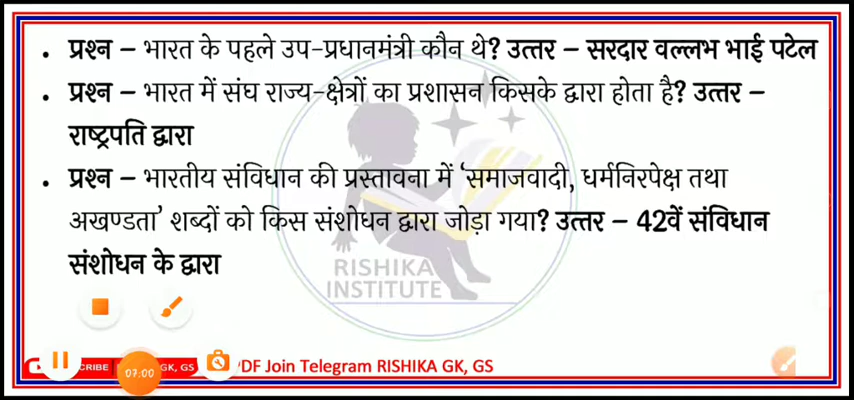 • प्रश्न – भारत के पहले उप-प्रधानमंत्री कौन थे? उत्तर – सरदार वल्लभ भाई पटेल
• प्रश्न – भारत में संघ राज्य-क्षेत्रों का प्रशासन किसके द्वारा होता है? उत्तर –
राष्ट्रपति द्वारा
• प्रश्न – भारतीय संविधान की प्रस्तावना में ‘समाजवादी, धर्मनिरपेक्ष तथा
अखण्डता’ शब्दों को किस संशोधन द्वारा जोड़ा गया? उत्तर – 42वें संविधान
संशोधन के द्वारा
RISHIKA
INSTITUTE
CRIBE GK, GS PDF Join Telegram RISHIKA GK, GS
07:00